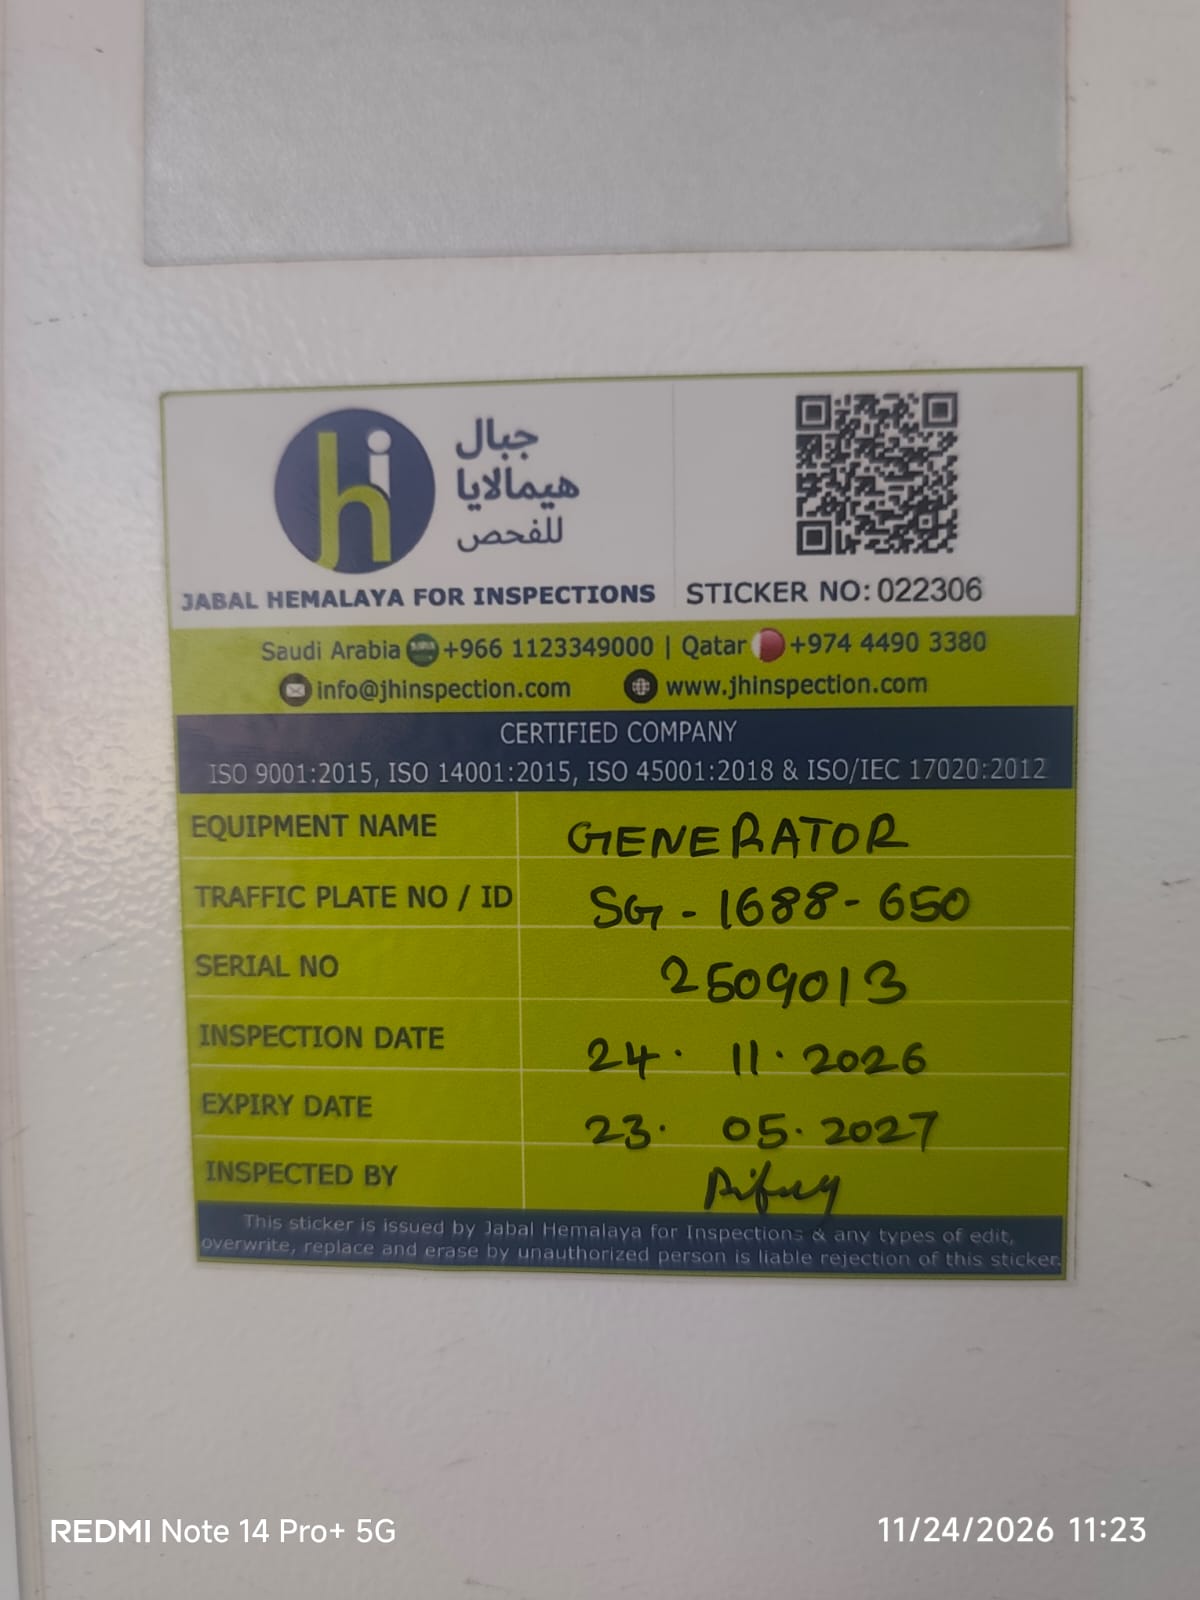 hi
جبال
هيمالايا
للفحص
JABAL HEMALAYA FOR INSPECTIONS
STICKER NO: 022306
Saudi Arabia +966 1123349000 | Qatar +974 4490 3380
info@jhinspection.com www.jhinspection.com
CERTIFIED COMPANY
ISO 9001:2015, ISO 14001:2015, ISO 45001:2018 & ISO/IEC 17020:2012
EQUIPMENT NAME GENERATOR
TRAFFIC PLATE NO / ID SG - 1688 - 650
SERIAL NO 2509013
INSPECTION DATE 24. 11. 2026
EXPIRY DATE 23. 05. 2027
INSPECTED BY
This sticker is issued by Jabal Hemalaya for Inspections & any types of edit,
overwrite, replace and erase by unauthorized person is liable rejection of this sticker.
REDMI Note 14 Pro+ 5G
11/24/2026 11:23